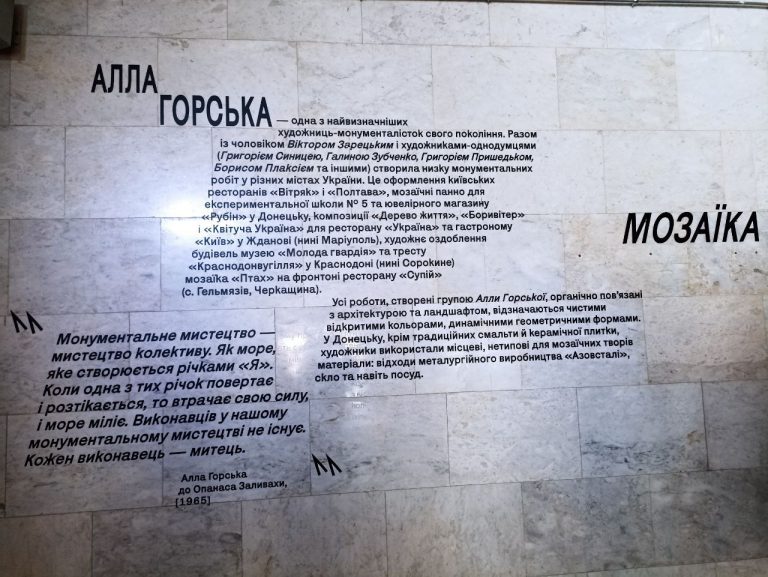 АЛЛА
ГОРСЬКА — одна з найвизначніших
художниць-монументалісток свого покоління. Разом
із чоловіком Віктором Зарецьким і художниками-однодумцями
(Григорієм Синицею, Галиною Зубченко, Григорієм Пришедьком,
Борисом Плаксієм та іншими) створила низку монументальних
робіт у різних містах України. Це оформлення київських
ресторанів «Вітряк» і «Полтава», мозаїчні панно для
експериментальної школи № 5 та ювелірного магазину
«Рубін» у Донецьку, композиції «Дерево життя», «Боривітер»
і «Квітуча Україна» для ресторану «Україна» та гастроному
«Київ» у Жданові (нині Маріуполь), художнє оздоблення
будівель музею «Молода гвардія» та тресту
«Краснодонвугілля» у Краснодоні (нині Сорокине)
мозаїка «Птах» на фронтоні ресторану «Супій»
(с. Гельмязів, Черкащина).
МОЗАЇКА
Усі роботи, створені групою Алли Горської, органічно пов'язані
з архітектурою та ландшафтом, відзначаються чистими
відкритими кольорами, динамічними геометричними формами.
У Донецьку, крім традиційних смальти й керамічної плитки,
художники використали місцеві, нетипові для мозаїчних творів
матеріали: відходи металургійного виробництва «Азовсталі»,
скло та навіть посуд.
Монументальне мистецтво —
мистецтво колективу. Як море,
яке створюється річками «Я».
Коли одна з тих річок повертає
і розтікається, то втрачає свою силу,
і море міліє. Виконавців у нашому
монументальному мистецтві не існує.
Кожен виконавець — митець.
Алла Горська
до Опанаса Заливахи,
[1965]